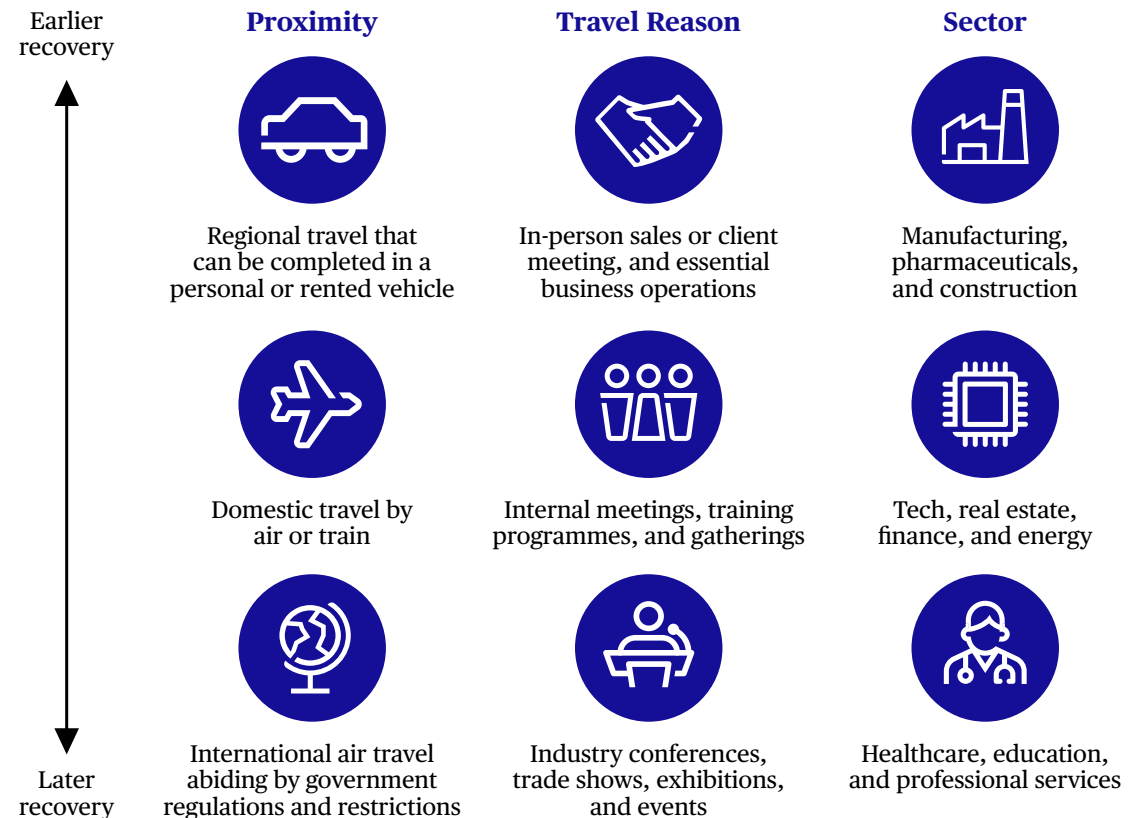 Earlier
recovery
Proximity
Travel Reason
Sector
Regional travel that
can be completed in a
personal or rented vehicle
In-person sales or client
meeting, and essential
business operations
Manufacturing,
pharmaceuticals,
and construction
Domestic travel by
air or train
Internal meetings, training
programmes, and gatherings
Tech, real estate,
finance, and energy
International air travel
abiding by government
regulations and restrictions
Industry conferences,
trade shows, exhibitions,
and events
Healthcare, education,
and professional services
Later
recovery